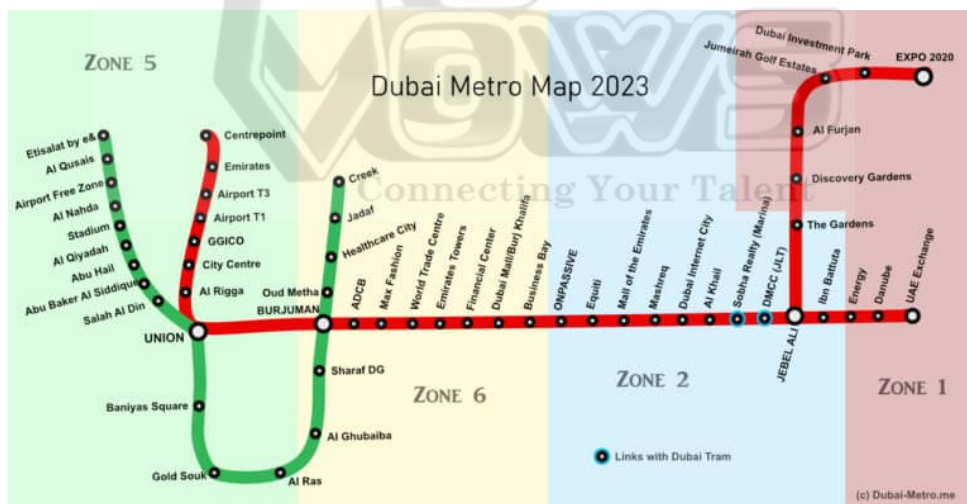 VOWS
Connecting Your Talent
ZONE 5
Dubai Metro Map 2023
Dubai Investment Park
Jumeirah Golf Estates
EXPO 2020
Etisalat by e&
Al Qusais
Airport Free Zone
Al Nahda
Stadium
Al Qiyadah
Abu Hail
Abu Baker Al Siddique
Salah Al Din
Centrepoint
Emirates
Airport T3
Airport T1
GGICO
City Centre
Al Rigga
UNION
Creek
Jadaf
Healthcare City
Oud Metha
BURJUMAN
ADCB
Max Fashion
World Trade Centre
Emirates Towers
Financial Center
Dubai Mall/Burj Khalifa
Business Bay
ONPASSIVE
Equiti
Mall of the Emirates
Mashreq
Dubai Internet City
Al Khail
Sobha Realty (Marina)
DMCC (JLT)
JEBEL ALI
Al Furjan
Discovery Gardens
The Gardens
Ibn Battuta
Energy
Danube
UAE Exchange
Sharaf DG
Al Ghubaiba
Al Ras
Gold Souk
Baniyas Square
ZONE 6
ZONE 2
ZONE 1
Links with Dubai Tram
(c) Dubai-Metro.me